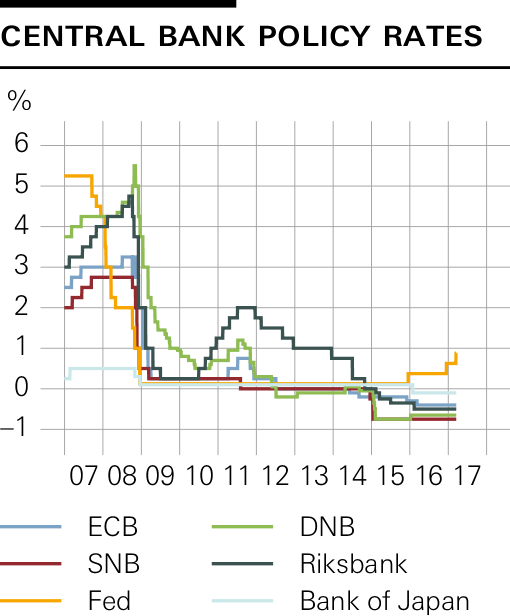 CENTRAL BANK POLICY RATES
%
6
5
4
3
2
1
0
–1
07 08 09 10 11 12 13 14 15 16 17
ECB DNB
SNB Riksbank
Fed Bank of Japan